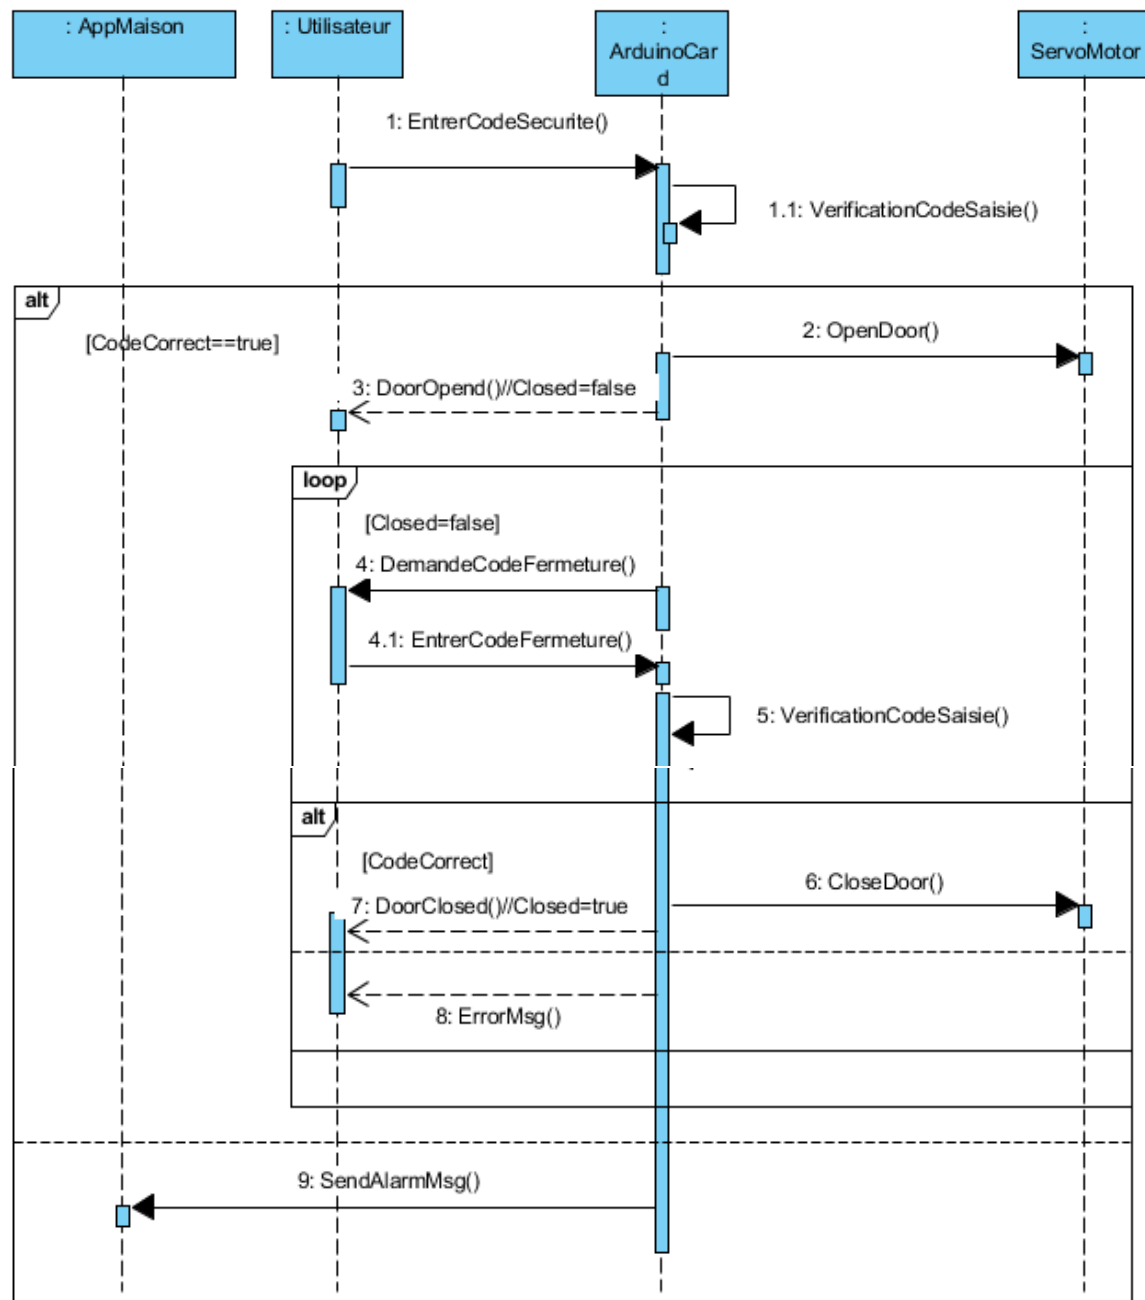 : AppMaison
: Utilisateur
:
ArduinoCar
d
:
ServoMotor
1: EntrerCodeSecurite()
1.1: VerificationCodeSaisie()
alt
[CodeCorrect==true]
2: OpenDoor()
3: DoorOpend()//Closed=false
loop
[Closed=false]
4: DemandeCodeFermeture()
4.1: EntrerCodeFermeture()
5: VerificationCodeSaisie()
alt
[CodeCorrect]
6: CloseDoor()
7: DoorClosed()//Closed=true
8: ErrorMsg()
9: SendAlarmMsg()